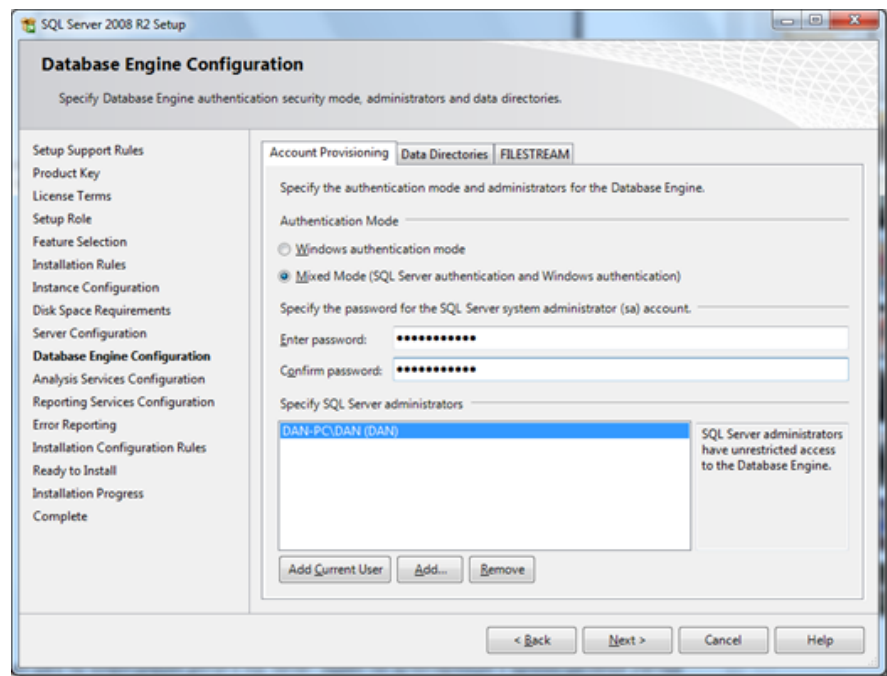 SQL Server 2008 R2 Setup
Database Engine Configuration
Specify Database Engine authentication security mode, administrators and data directories.
Setup Support Rules
Product Key
License Terms
Setup Role
Feature Selection
Installation Rules
Instance Configuration
Disk Space Requirements
Server Configuration
Database Engine Configuration
Analysis Services Configuration
Reporting Services Configuration
Error Reporting
Installation Configuration Rules
Ready to Install
Installation Progress
Complete
Account Provisioning Data Directories FILESTREAM
Specify the authentication mode and administrators for the Database Engine.
Authentication Mode
Windows authentication mode
Mixed Mode (SQL Server authentication and Windows authentication)
Specify the password for the SQL Server system administrator (sa) account.
Enter password: ●●●●●●●●●●●
Confirm password: ●●●●●●●●●●●
Specify SQL Server administrators
DAN-PC\DAN (DAN)
SQL Server administrators
have unrestricted access
to the Database Engine.
Add Current User Add... Remove
< Back Next > Cancel Help